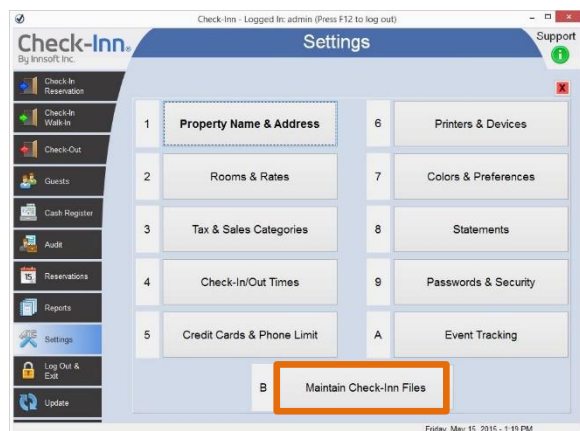 Check-Inn - Logged In: admin (Press F12 to log out)
Check-Inn®
By Innsoft Inc.
Settings
Support
i
X
Check-In
Reservation
Check-In
Walk-In
Check-Out
Guests
Cash Register
Audit
15
Reservations
Reports
Settings
Log Out &
Exit
Update
1 Property Name & Address
6 Printers & Devices
2 Rooms & Rates
7 Colors & Preferences
3 Tax & Sales Categories
8 Statements
4 Check-In/Out Times
9 Passwords & Security
5 Credit Cards & Phone Limit
A Event Tracking
B Maintain Check-Inn Files
Friday, May 15, 2015 - 1:19 PM